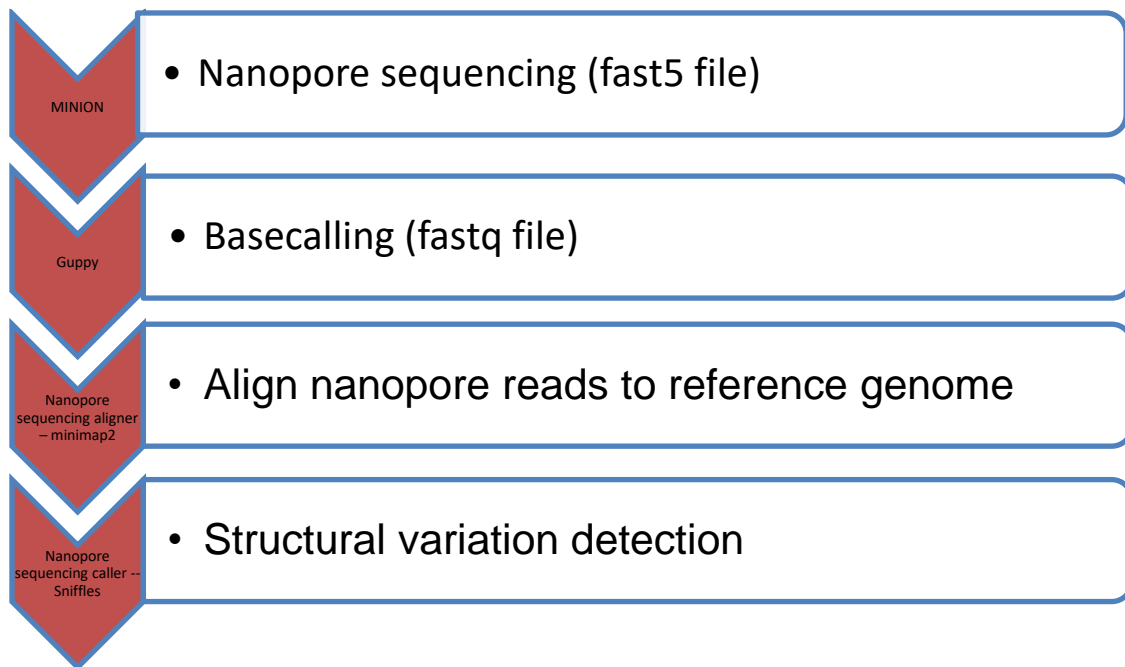 MINION
• Nanopore sequencing (fast5 file)
Guppy
• Basecalling (fastq file)
Nanopore
sequencing aligner
– minimap2
• Align nanopore reads to reference genome
Nanopore
sequencing caller --
Sniffles
• Structural variation detection